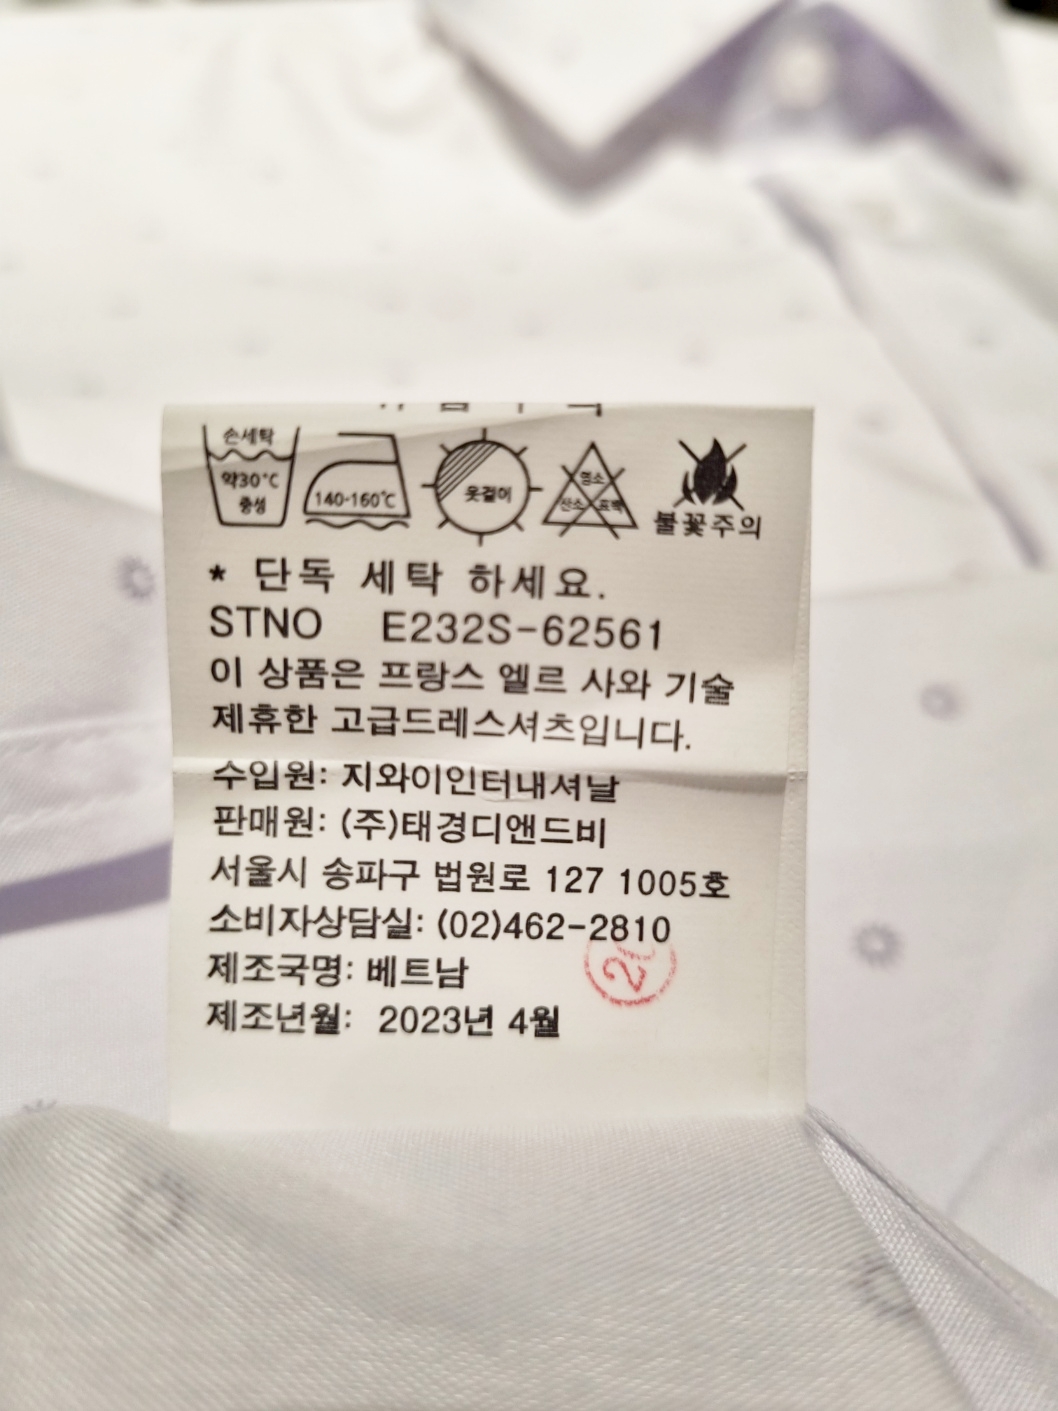 손세탁
약30°C
중성
140-160℃
옷걸이
염소
산소 표백
불꽃주의
* 단독 세탁 하세요.
STNO E232S-62561
이 상품은 프랑스 엘르 사와 기술
제휴한 고급드레스셔츠입니다.
수입원: 지와이인터내셔날
판매원: (주)태경디앤드비
서울시 송파구 법원로 127 1005호
소비자상담실: (02)462-2810
제조국명: 베트남
제조년월: 2023년 4월